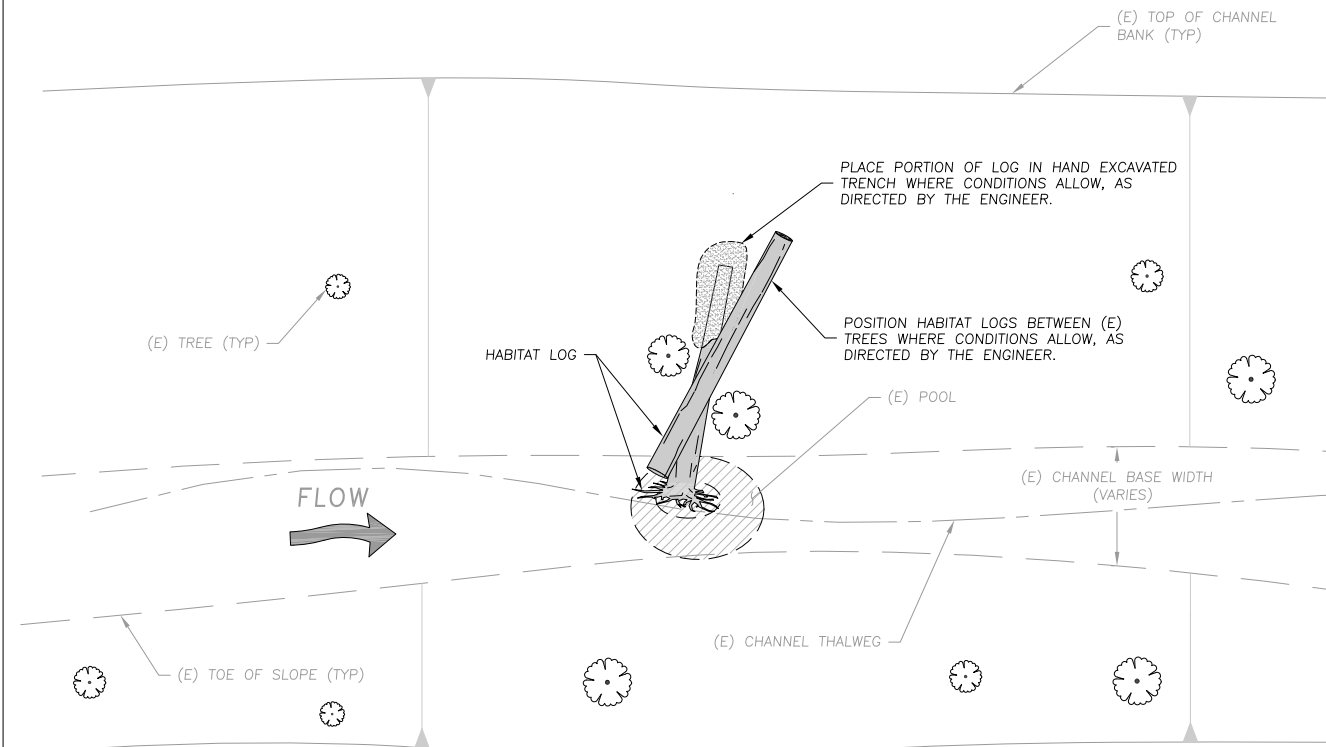 (E) TOP OF CHANNEL
BANK (TYP)
PLACE PORTION OF LOG IN HAND EXCAVATED
TRENCH WHERE CONDITIONS ALLOW, AS
DIRECTED BY THE ENGINEER.
(E) TREE (TYP)
HABITAT LOG
POSITION HABITAT LOGS BETWEEN (E)
TREES WHERE CONDITIONS ALLOW, AS
DIRECTED BY THE ENGINEER.
(E) POOL
FLOW
(E) CHANNEL BASE WIDTH
(VARIES)
(E) CHANNEL THALWEG
(E) TOE OF SLOPE (TYP)